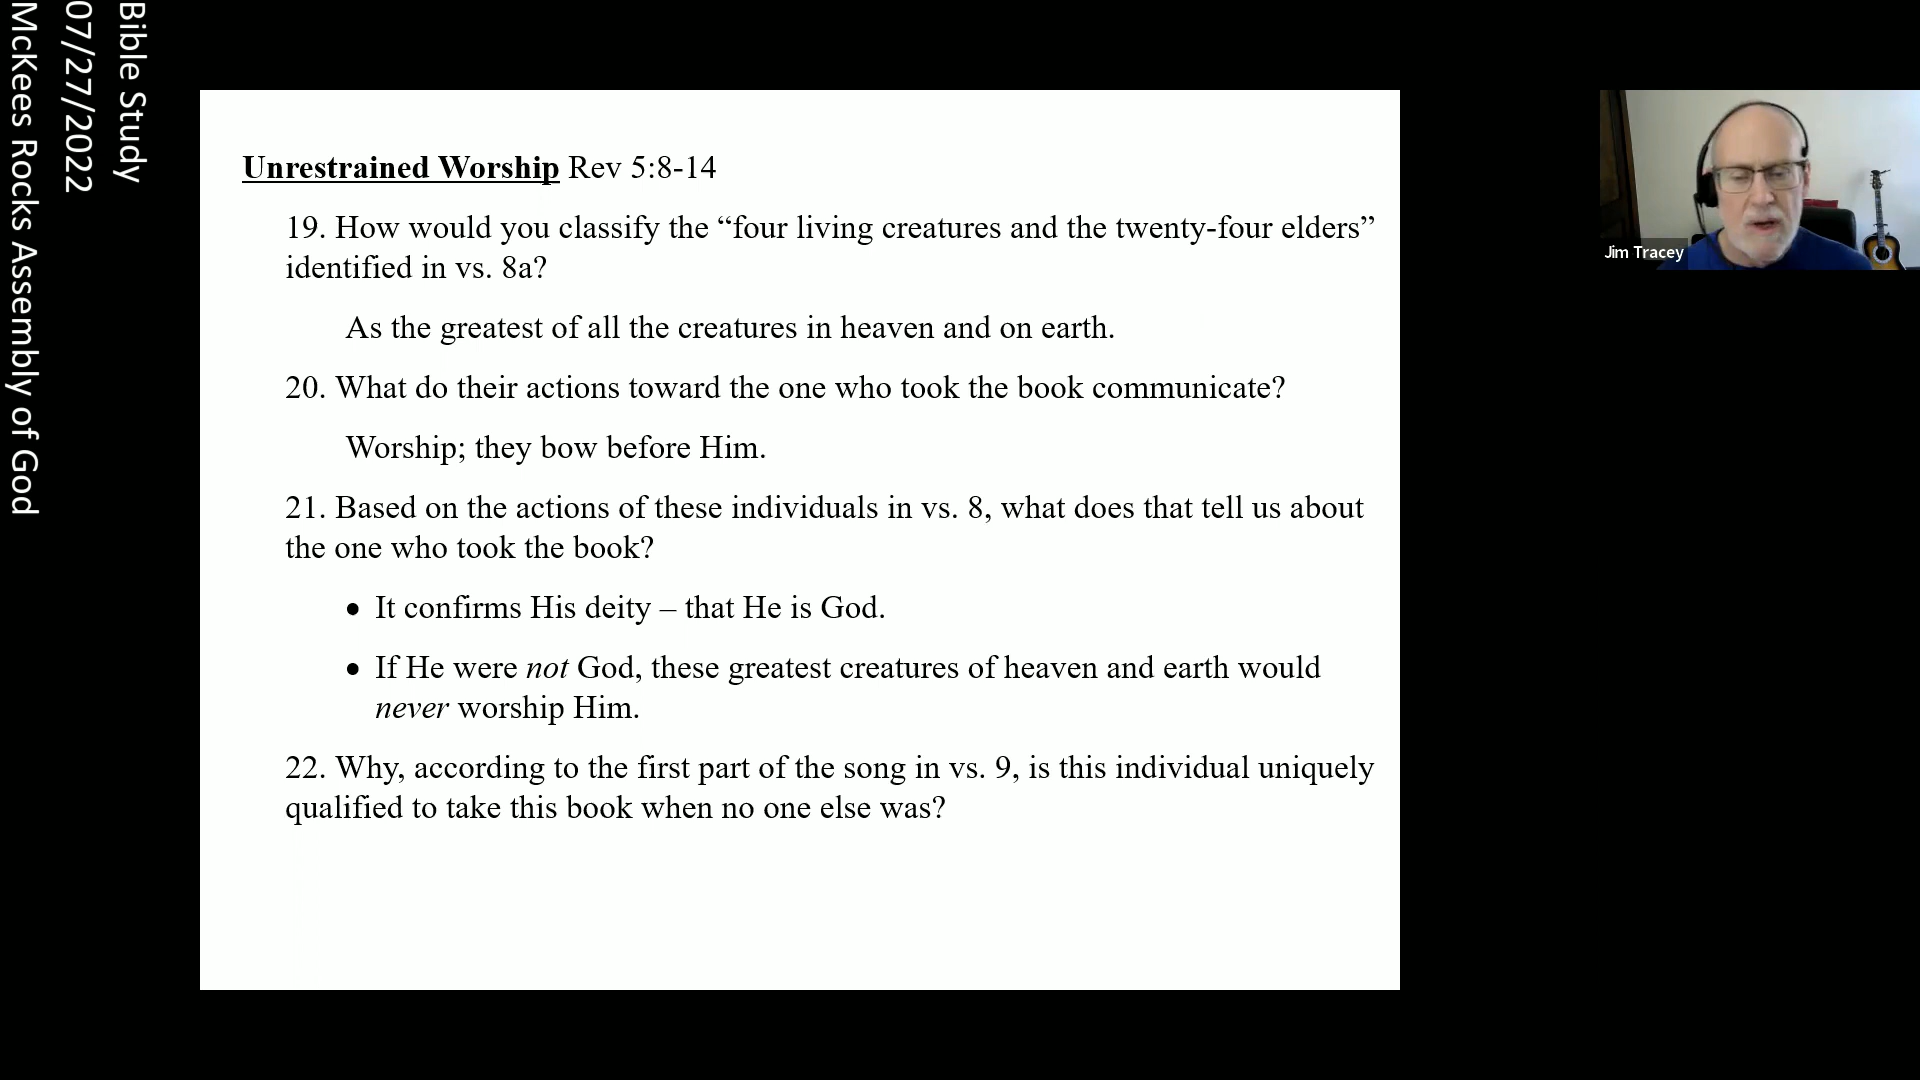 Bible Study
07/27/2022
McKees Rocks Assembly of God
Unrestrained Worship Rev 5:8-14
19. How would you classify the “four living creatures and the twenty-four elders”
identified in vs. 8a?
As the greatest of all the creatures in heaven and on earth.
20. What do their actions toward the one who took the book communicate?
Worship; they bow before Him.
21. Based on the actions of these individuals in vs. 8, what does that tell us about
the one who took the book?
• It confirms His deity – that He is God.
• If He were not God, these greatest creatures of heaven and earth would
never worship Him.
22. Why, according to the first part of the song in vs. 9, is this individual uniquely
qualified to take this book when no one else was?
Jim Tracey